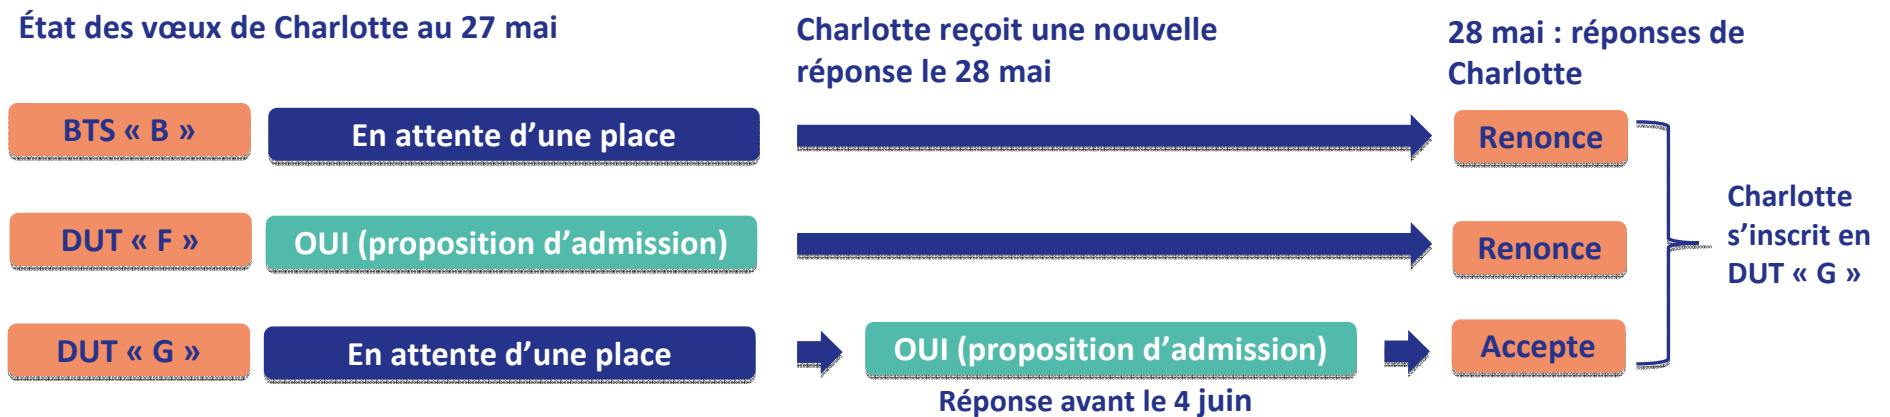 État des vœux de Charlotte au 27 mai
Charlotte reçoit une nouvelle
réponse le 28 mai
28 mai : réponses de
Charlotte
BTS « B »
En attente d’une place
Renonce
DUT « F »
OUI (proposition d’admission)
Renonce
DUT « G »
En attente d’une place
OUI (proposition d’admission)
Réponse avant le 4 juin
Accepte
Charlotte
s’inscrit en
DUT « G »